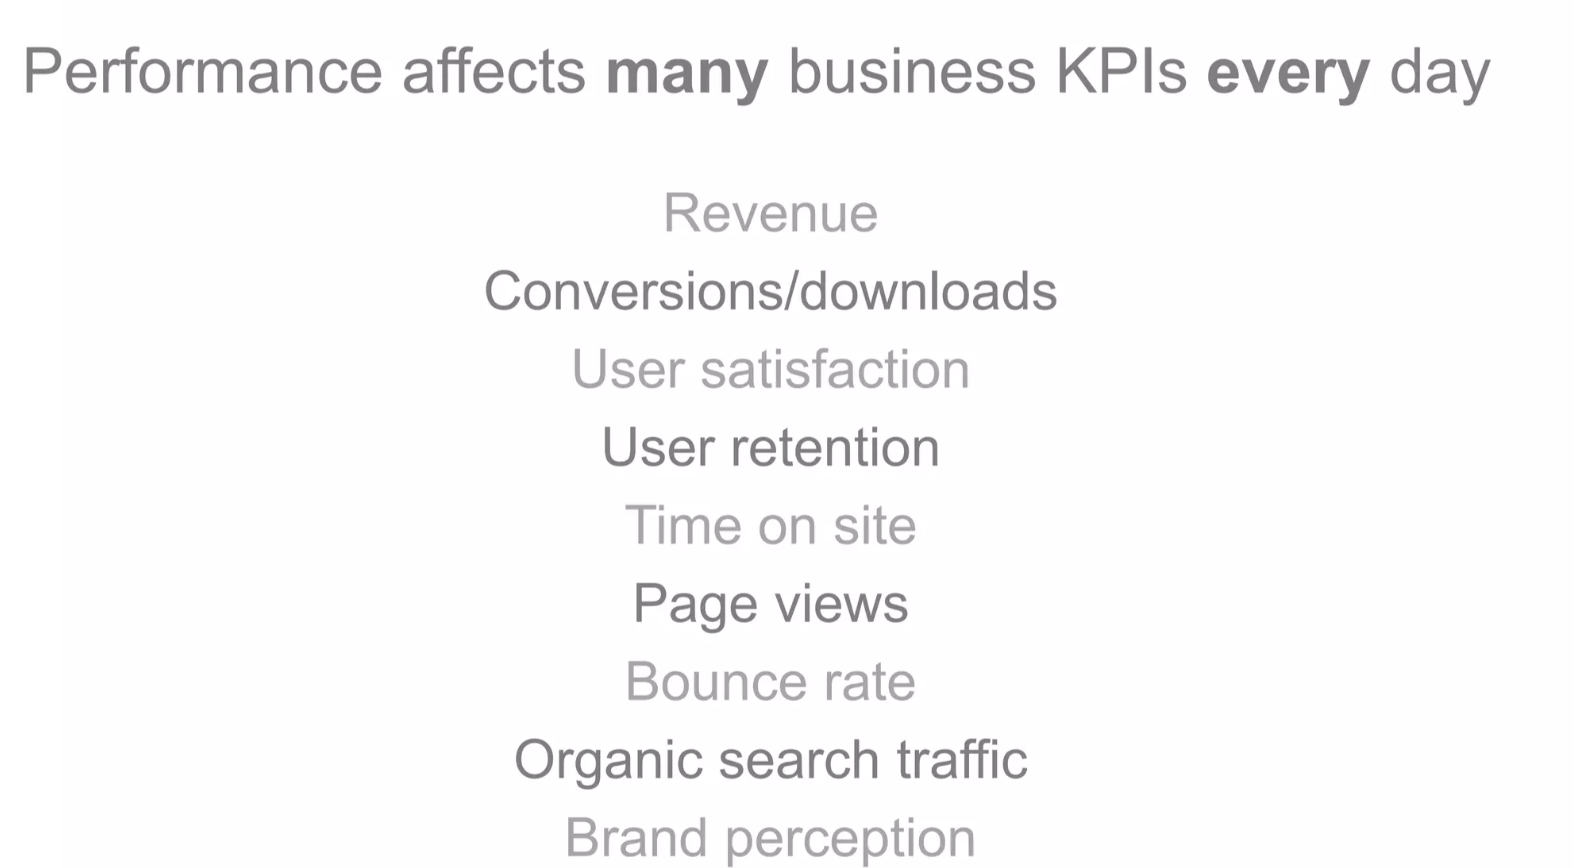 Performance affects many business KPIs every day
Revenue
Conversions/downloads
User satisfaction
User retention
Time on site
Page views
Bounce rate
Organic search traffic
Brand perception